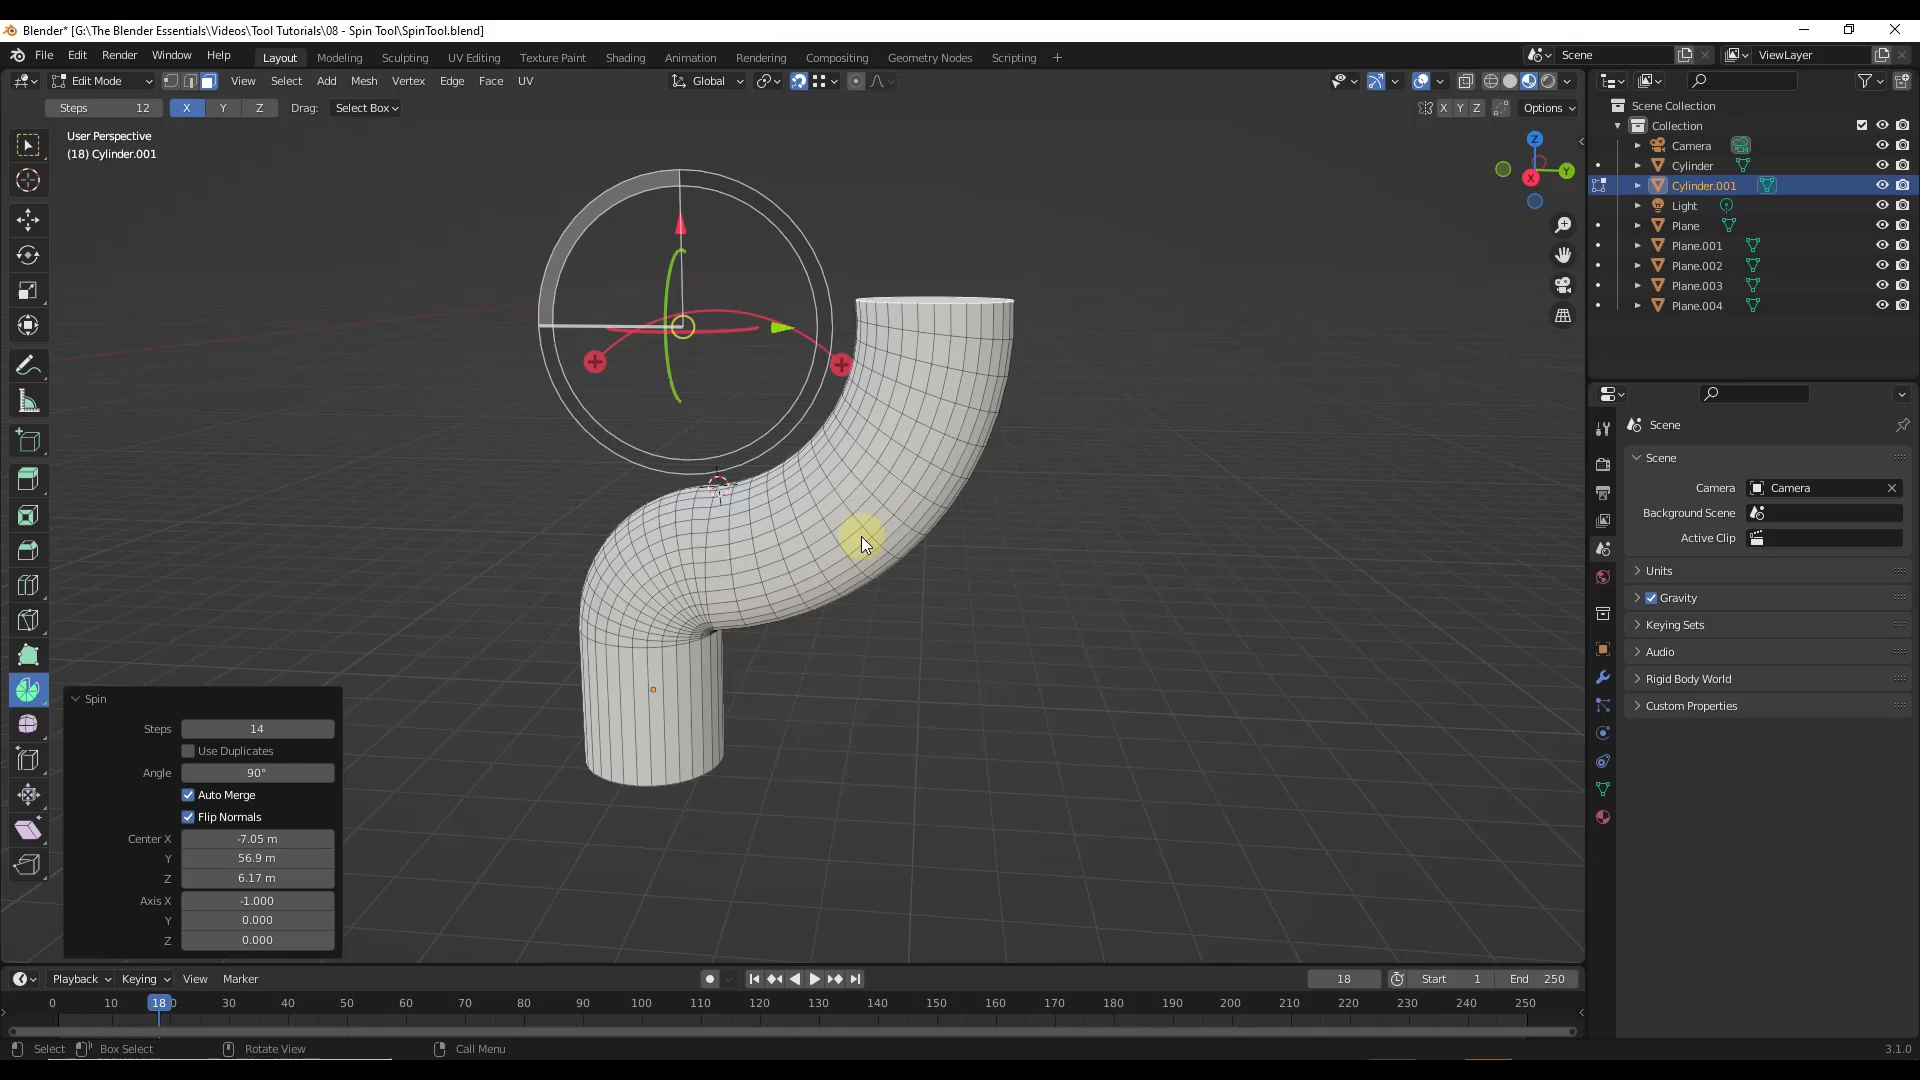 Blender* [G:\The Blender Essentials\Videos\Tool Tutorials\08 - Spin Tool\SpinTool.blend]
File Edit Render Window Help Layout Modeling Sculpting UV Editing Texture Paint Shading Animation Rendering Compositing Geometry Nodes Scripting + Scene ViewLayer
Edit Mode View Select Add Mesh Vertex Edge Face UV Global
Steps 12 X Y Z Drag: Select Box X Y Z Options
User Perspective
(18) Cylinder.001
Z
Y
X
Scene Collection
Collection
Camera
Cylinder
Cylinder.001
Light
Plane
Plane.001
Plane.002
Plane.003
Plane.004
Scene
Scene
Camera Camera
Background Scene
Active Clip
Units
Gravity
Keying Sets
Audio
Rigid Body World
Custom Properties
Spin
Steps 14
Use Duplicates
Angle 90°
Auto Merge
Flip Normals
Center X -7.05 m
Y 56.9 m
Z 6.17 m
Axis X -1.000
Y 0.000
Z 0.000
Playback Keying View Marker 18 Start 1 End 250
0 10 18 30 40 50 60 70 80 90 100 110 120 130 140 150 160 170 180 190 200 210 220 230 240 250
Select Box Select Rotate View Call Menu 3.1.0